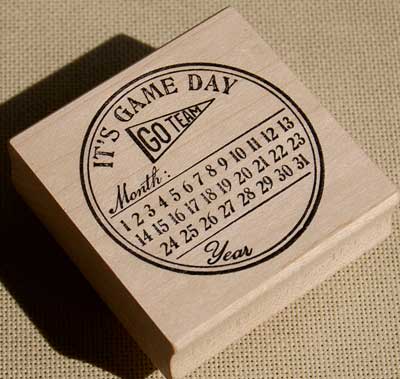 IT'S GAME DAY
GO TEAM
Month:
1 2 3 4 5 6 7 8 9 10 11 12 13
14 15 16 17 18 19 20 21 22 23
24 25 26 27 28 29 30 31
Year